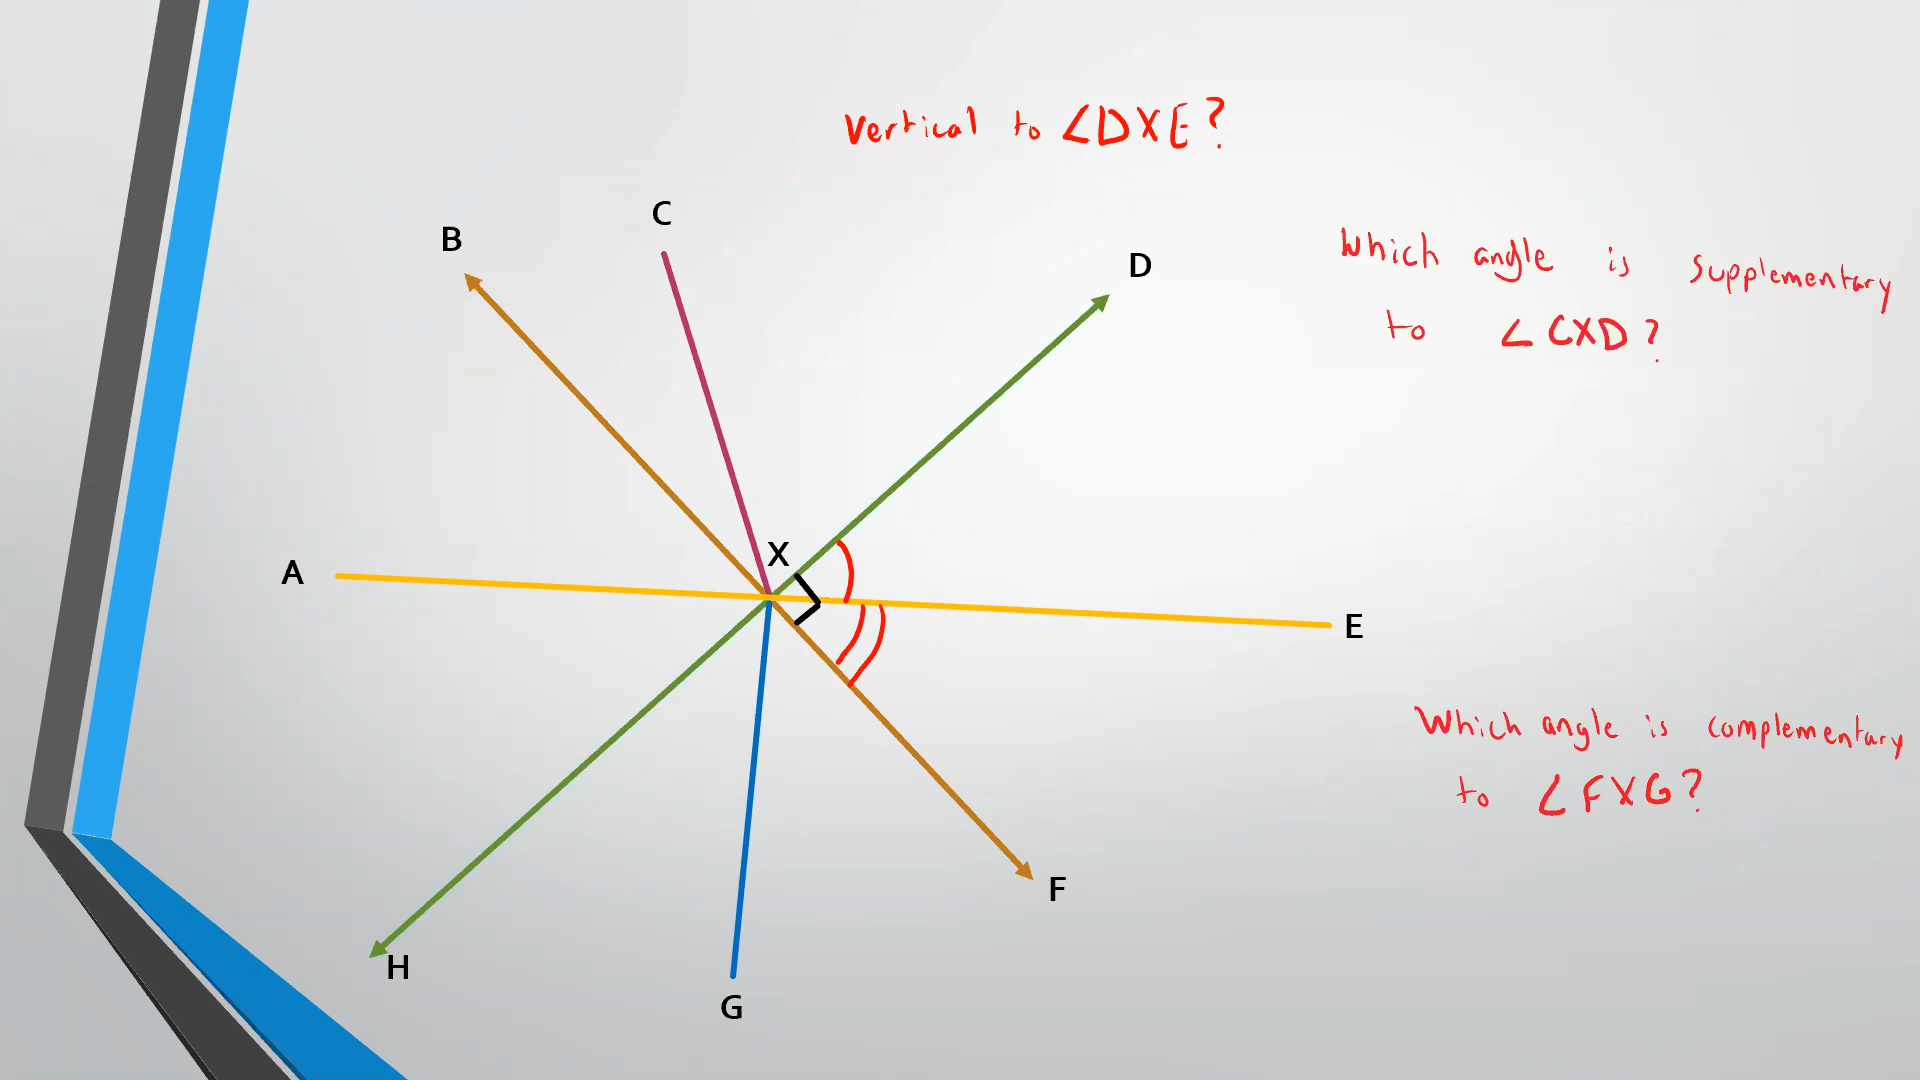 Vertical to ∠DXE?
C
B
D
Which angle is supplementary
to ∠CXD?
X
A
E
Which angle is complementary
to ∠FXG?
F
H
G